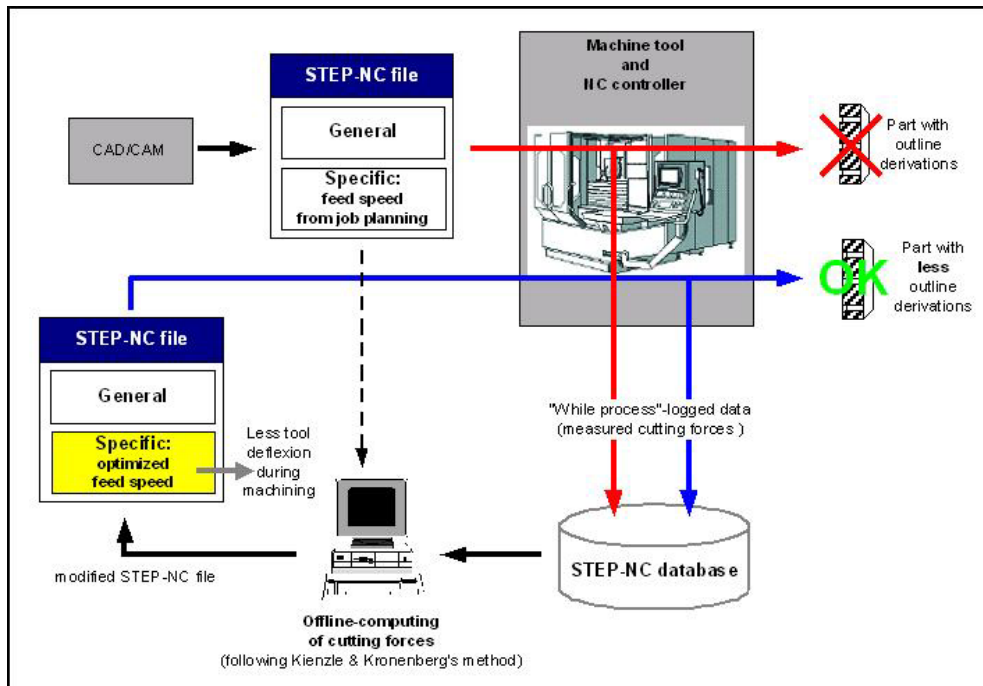 Machine tool
and
NC controller
STEP-NC file
General
Specific:
feed speed
from job planning
CAD/CAM
Part with
outline
derivations
Part with
less
outline
derivations
OK
STEP-NC file
General
Specific:
optimized
feed speed
Less tool
deflexion
during
machining
"While process"-logged data
(measured cutting forces )
STEP-NC database
modified STEP-NC file
Offline-computing
of cutting forces
(following Kienzle & Kronenberg's method)